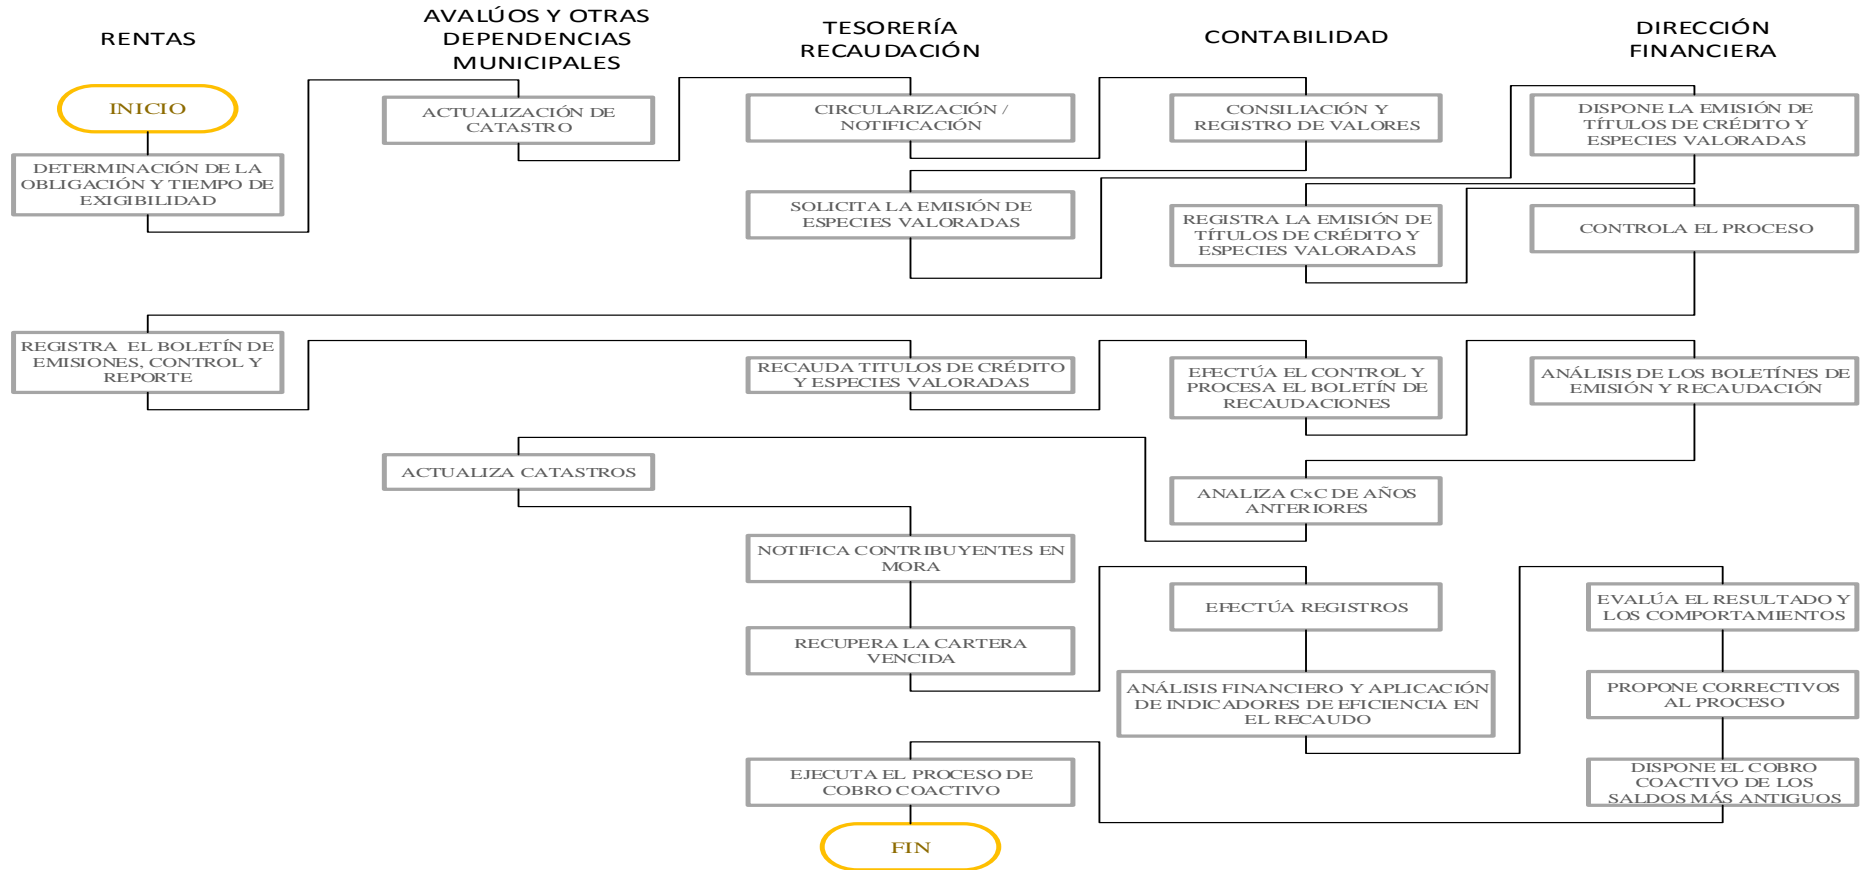 RENTAS
AVALÚOS Y OTRAS
DEPENDENCIAS
MUNICIPALES
TESORERÍA
RECAUDACIÓN
CONTABILIDAD
DIRECCIÓN
FINANCIERA
INICIO
ACTUALIZACIÓN DE
CATASTRO
CIRCULARIZACIÓN /
NOTIFICACIÓN
CONSILIACIÓN Y
REGISTRO DE VALORES
DISPONE LA EMISIÓN DE
TÍTULOS DE CRÉDITO Y
ESPECIES VALORADAS
DETERMINACIÓN DE LA
OBLIGACIÓN Y TIEMPO DE
EXIGIBILIDAD
SOLICITA LA EMISIÓN DE
ESPECIES VALORADAS
REGISTRA LA EMISIÓN DE
TÍTULOS DE CRÉDITO Y
ESPECIES VALORADAS
CONTROLA EL PROCESO
REGISTRA EL BOLETÍN DE
EMISIONES, CONTROL Y
REPORTE
RECAUDA TITULOS DE CRÉDITO
Y ESPECIES VALORADAS
EFECTÚA EL CONTROL Y
PROCESA EL BOLETÍN DE
RECAUDACIONES
ANÁLISIS DE LOS BOLETÍNES DE
EMISIÓN Y RECAUDACIÓN
ACTUALIZA CATASTROS
ANALIZA CxC DE AÑOS
ANTERIORES
NOTIFICA CONTRIBUYENTES EN
MORA
EFECTÚA REGISTROS
EVALÚA EL RESULTADO Y
LOS COMPORTAMIENTOS
RECUPERA LA CARTERA
VENCIDA
ANÁLISIS FINANCIERO Y APLICACIÓN
DE INDICADORES DE EFICIENCIA EN
EL RECAUDO
PROPONE CORRECTIVOS
AL PROCESO
EJECUTA EL PROCESO DE
COBRO COACTIVO
DISPONE EL COBRO
COACTIVO DE LOS
SALDOS MÁS ANTIGUOS
FIN